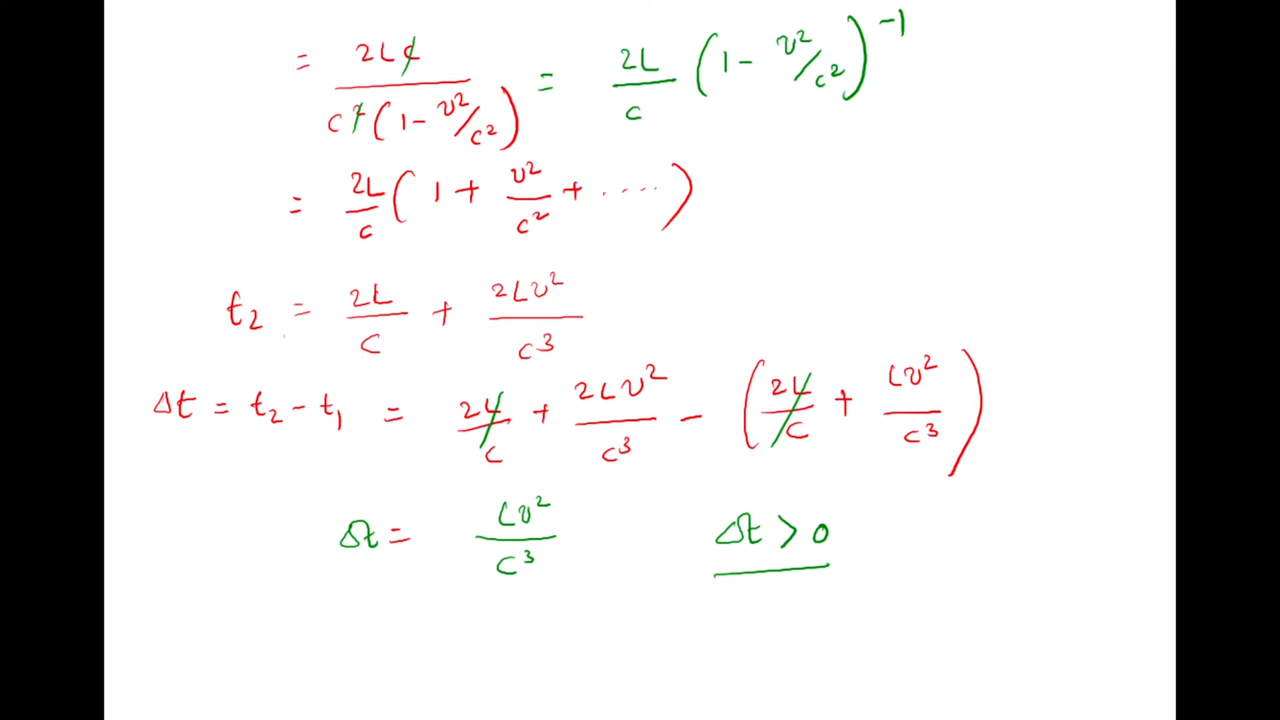 = 2Lc / c²(1 - v²/c²) = 2L/c (1 - v²/c²)⁻¹
= 2L/c (1 + v²/c² + ....)
t₂ = 2L/c + 2Lv²/c³
Δt = t₂ - t₁ = 2L/c + 2Lv²/c³ - (2L/c + Lv²/c³)
Δt = Lv²/c³ Δt > 0